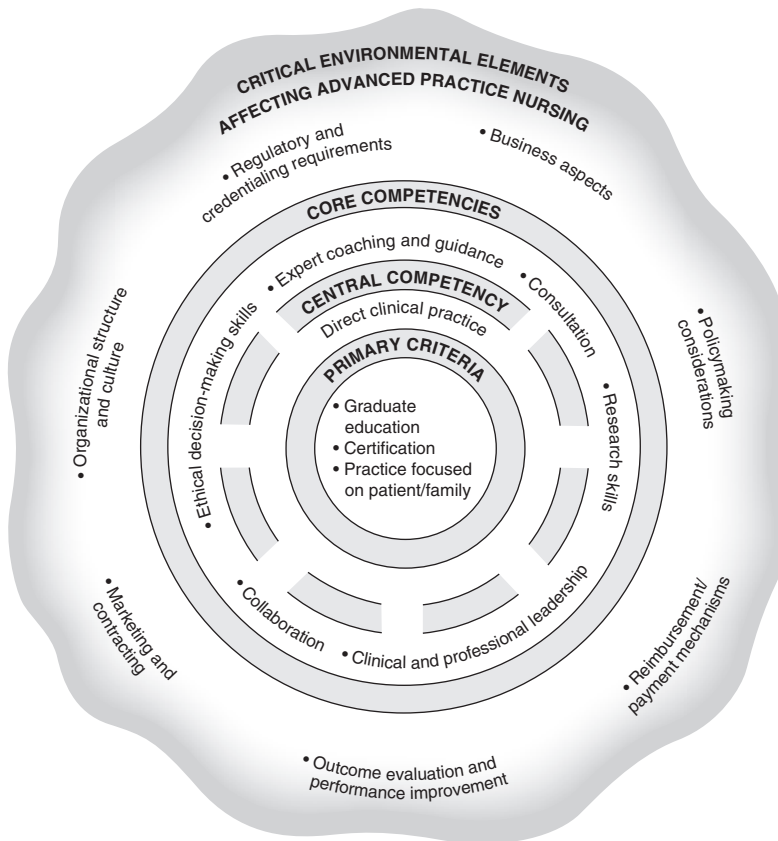 CRITICAL ENVIRONMENTAL ELEMENTS
AFFECTING ADVANCED PRACTICE NURSING
• Regulatory and
credentialing requirements
• Business aspects
CORE COMPETENCIES
• Expert coaching and guidance
• Consultation
CENTRAL COMPETENCY
Direct clinical practice
PRIMARY CRITERIA
• Graduate
education
• Certification
• Practice focused
on patient/family
• Ethical decision-making skills
• Research skills
• Collaboration
• Clinical and professional leadership
• Organizational structure
and culture
• Policymaking
considerations
• Marketing and
contracting
• Reimbursement/
payment mechanisms
• Outcome evaluation and
performance improvement